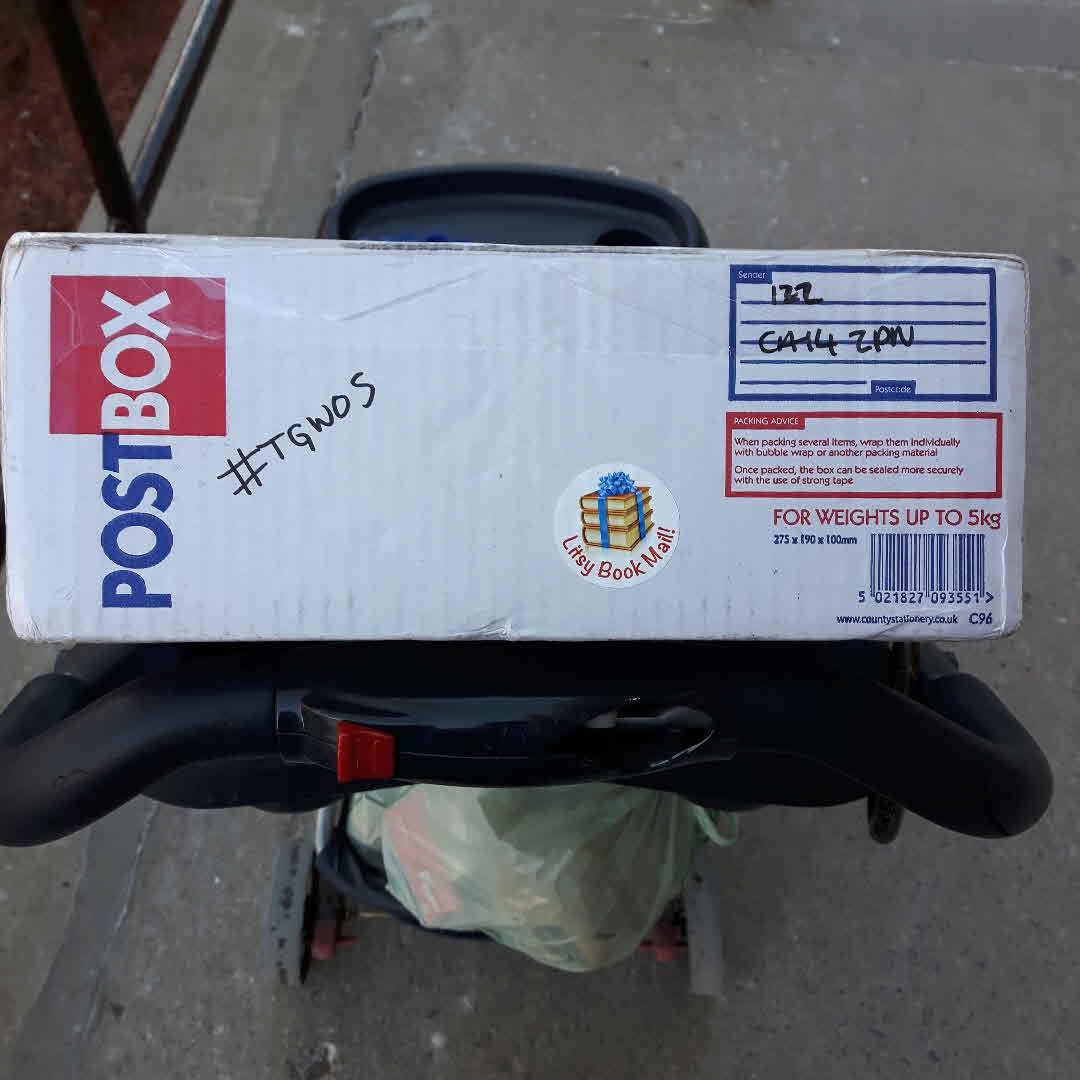 POSTBOX
#TGWOS
Sender
122
CA14 2PN
Postcode
PACKING ADVICE
When packing several items, wrap them individually
with bubble wrap or another packing material
Once packed, the box can be sealed more securely
with the use of strong tape
Litsy Book Mail!
FOR WEIGHTS UP TO 5kg
275 x 190 x 100mm
5 021827 093551 >
www.countystationery.co.uk C96